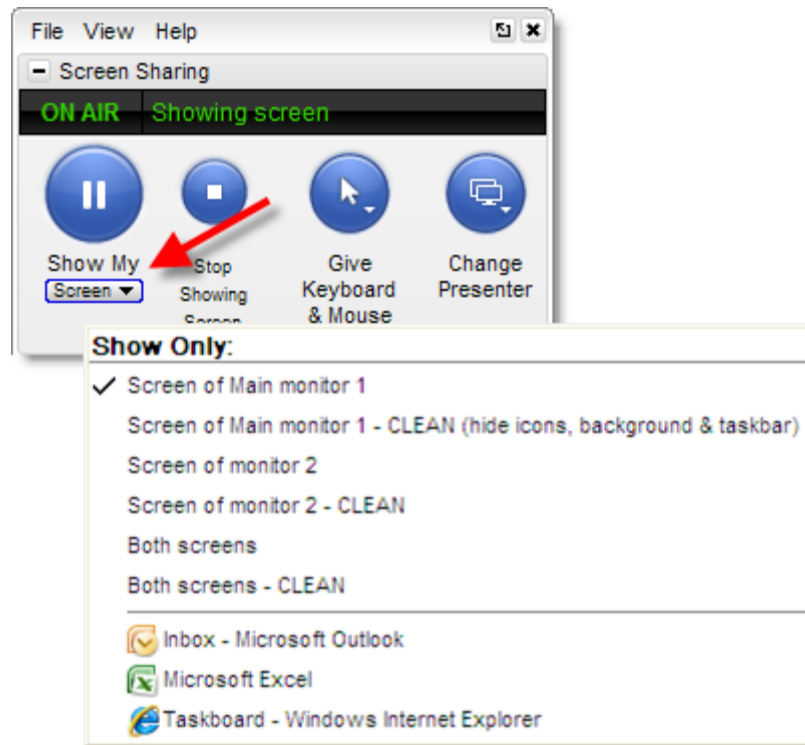 File View Help
Screen Sharing
ON AIR Showing screen
Show My
Screen
Stop
Showing
Screen
Give
Keyboard
& Mouse
Change
Presenter
Show Only:
Screen of Main monitor 1
Screen of Main monitor 1 - CLEAN (hide icons, background & taskbar)
Screen of monitor 2
Screen of monitor 2 - CLEAN
Both screens
Both screens - CLEAN
Inbox - Microsoft Outlook
Microsoft Excel
Taskboard - Windows Internet Explorer